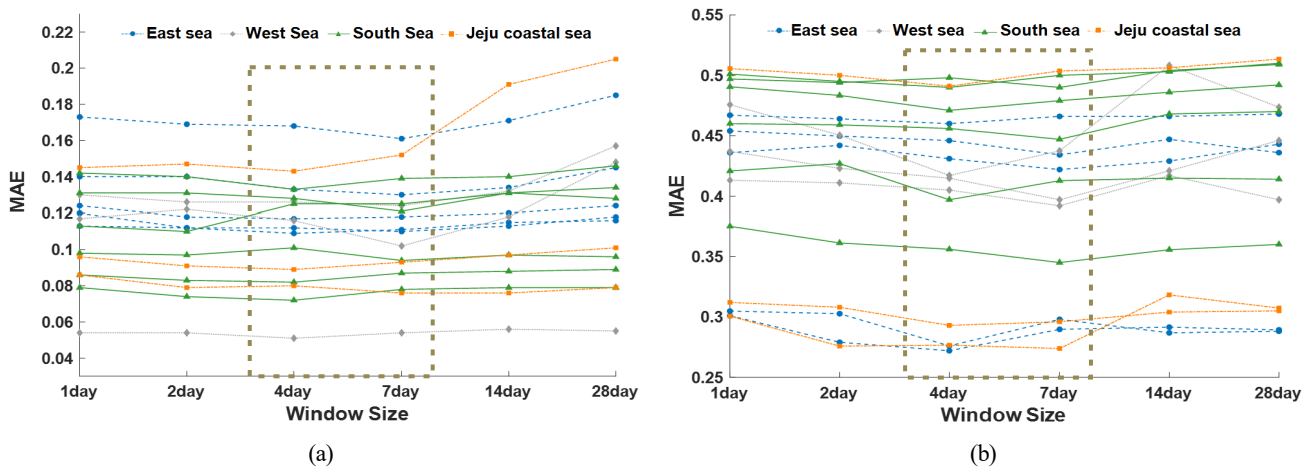 East sea West Sea South Sea Jeju coastal sea
MAE
0.22
0.2
0.18
0.16
0.14
0.12
0.1
0.08
0.06
0.04
1day 2day 4day 7day 14day 28day
Window Size
(a)
East sea West sea South sea Jeju coastal sea
MAE
0.55
0.5
0.45
0.4
0.35
0.3
0.25
1day 2day 4day 7day 14day 28day
Window Size
(b)